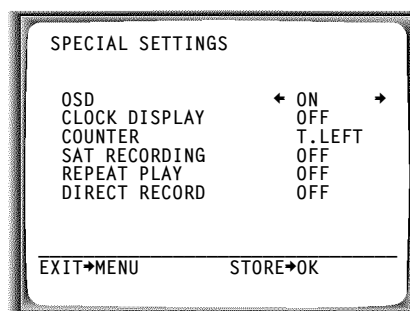 SPECIAL SETTINGS
OSD ← ON →
CLOCK DISPLAY OFF
COUNTER T.LEFT
SAT RECORDING OFF
REPEAT PLAY OFF
DIRECT RECORD OFF
EXIT→MENU STORE→OK